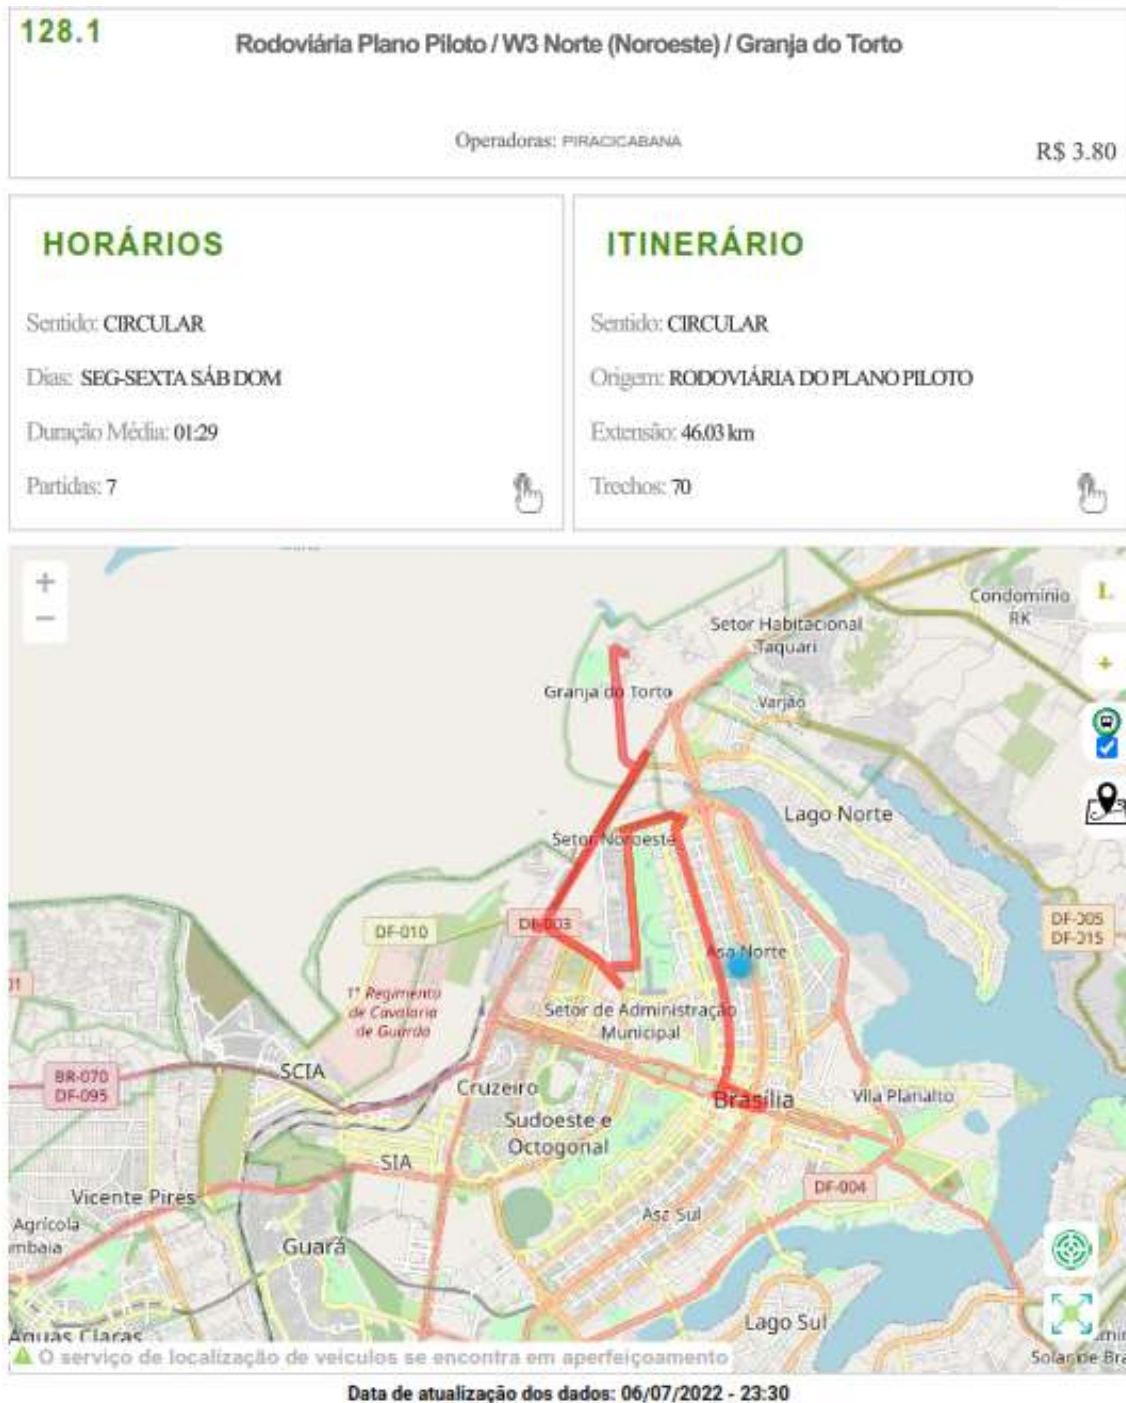 128.1
Rodoviária Plano Piloto / W3 Norte (Noroeste) / Granja do Torto
Operadoras: PIRACICABANA
R$ 3.80
HORÁRIOS
Sentido: CIRCULAR
Dias: SEG-SEXTA SÁB DOM
Duração Média: 01:29
Partidas: 7
ITINERÁRIO
Sentido: CIRCULAR
Origem: RODOVIÁRIA DO PLANO PILOTO
Extensão: 46.03 km
Trechos: 70
+
−
Condomínio
RK
L
Setor Habitacional
Taquari
+
Granja do Torto
Varjão
Lago Norte
Setor Noroeste
DF-003
DF-010
DF-005
DF-015
Asa Norte
01
1° Regimento
de Cavalaria
de Guarda
Setor de Administração
Municipal
SCIA
BR-070
DF-095
Cruzeiro
Brasília
Vila Planalto
Sudoeste e
Octogonal
SIA
DF-004
Vicente Pires
Asa Sul
Agrícola
mbaia
Guará
Lago Sul
Águas Claras
Solar de Bra
O serviço de localização de veículos se encontra em aperfeiçoamento
Data de atualização dos dados: 06/07/2022 - 23:30